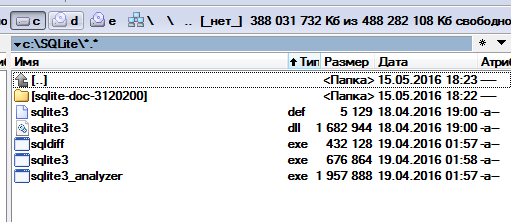 но c d e \ .. [_нет_] 388 031 732 Кб из 488 282 108 Кб свободно
c:\SQLite\*.* * ▼
Имя ↑Тип Размер Дата Атриб
[..] <Папка> 15.05.2016 18:23 —
[sqlite-doc-3120200] <Папка> 15.05.2016 18:22 —
sqlite3 def 5 129 18.04.2016 19:00 -a--
sqlite3 dll 1 682 944 18.04.2016 19:00 -a--
sqldiff exe 432 128 19.04.2016 01:57 -a--
sqlite3 exe 676 864 19.04.2016 01:58 -a--
sqlite3_analyzer exe 1 957 888 19.04.2016 01:57 -a--